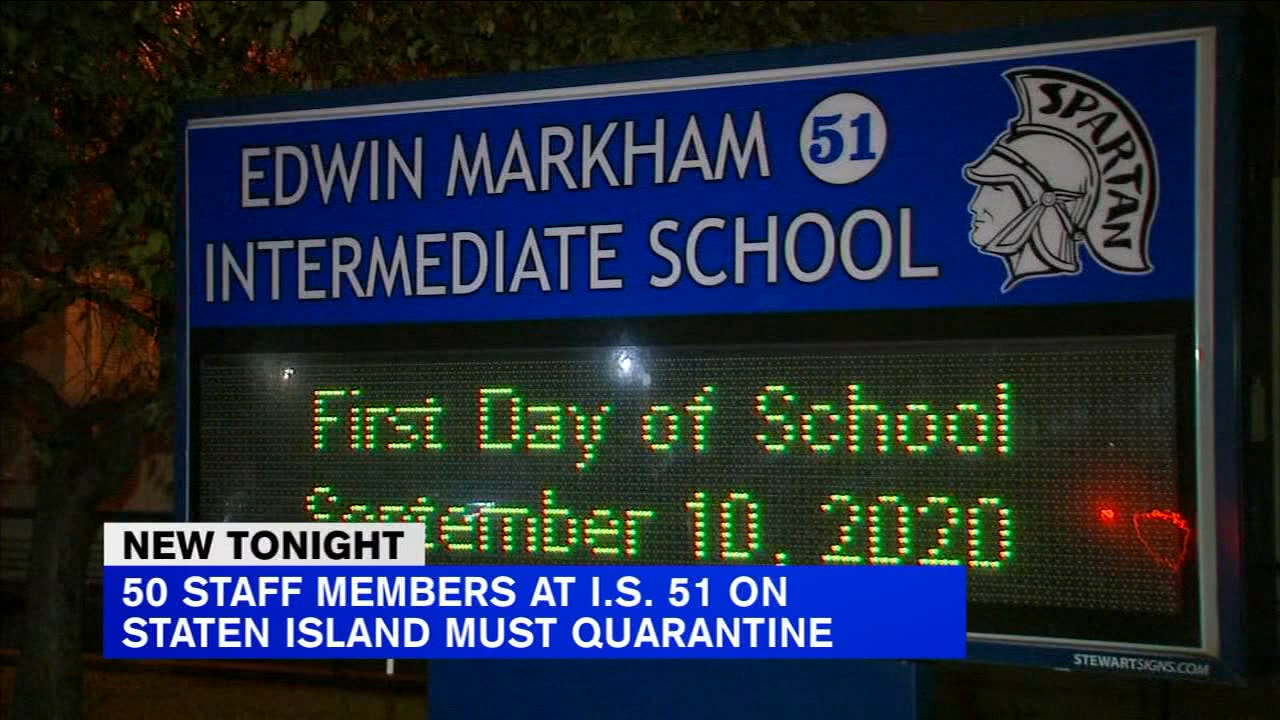 EDWIN MARKHAM 51
INTERMEDIATE SCHOOL
SPARTAN
First Day of School
September 10, 2020
NEW TONIGHT
50 STAFF MEMBERS AT I.S. 51 ON
STATEN ISLAND MUST QUARANTINE
STEWARTSIGNS.COM